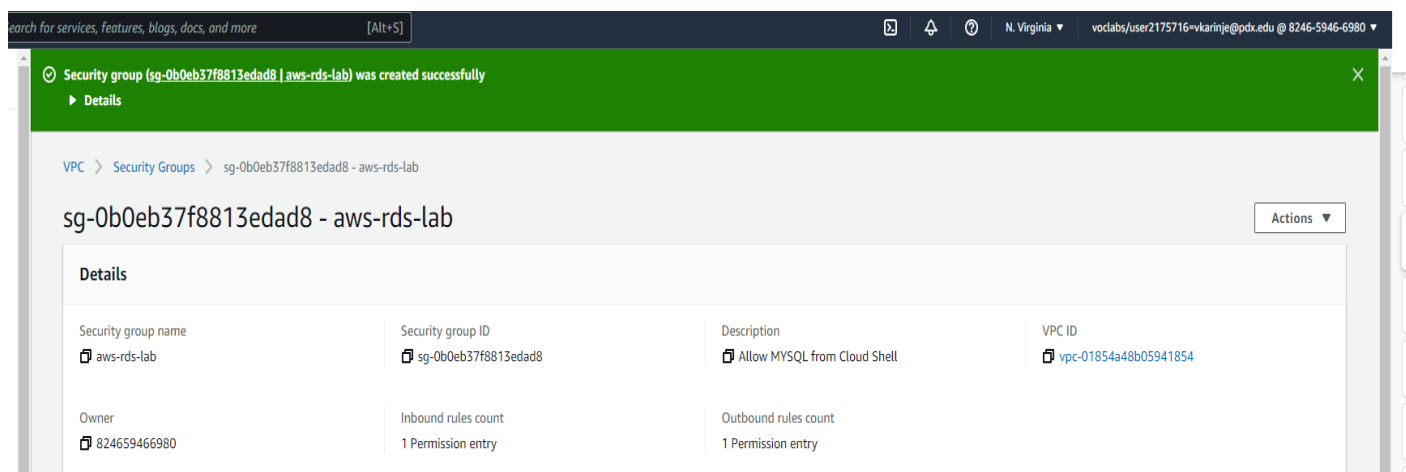 Search for services, features, blogs, docs, and more [Alt+S] N. Virginia ▼ voclabs/user2175716=vkarinje@pdx.edu @ 8246-5946-6980 ▼
Security group (sg-0b0eb37f8813edad8 | aws-rds-lab) was created successfully
▶ Details
VPC > Security Groups > sg-0b0eb37f8813edad8 - aws-rds-lab
sg-0b0eb37f8813edad8 - aws-rds-lab
Actions ▼
Details
Security group name Security group ID Description VPC ID
aws-rds-lab sg-0b0eb37f8813edad8 Allow MYSQL from Cloud Shell vpc-01854a48b05941854
Owner Inbound rules count Outbound rules count
824659466980 1 Permission entry 1 Permission entry